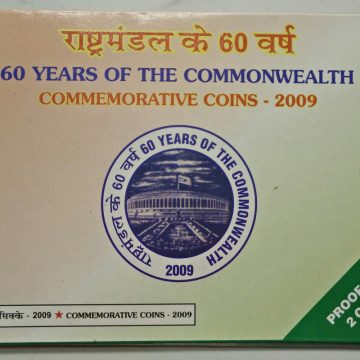 राष्ट्रमंडल के 60 वर्ष
60 YEARS OF THE COMMONWEALTH
COMMEMORATIVE COINS - 2009
राष्ट्रमंडल के 60 वर्ष 60 YEARS OF THE COMMONWEALTH
2009
सिक्के - 2009 ★ COMMEMORATIVE COINS - 2009
PROOF
2